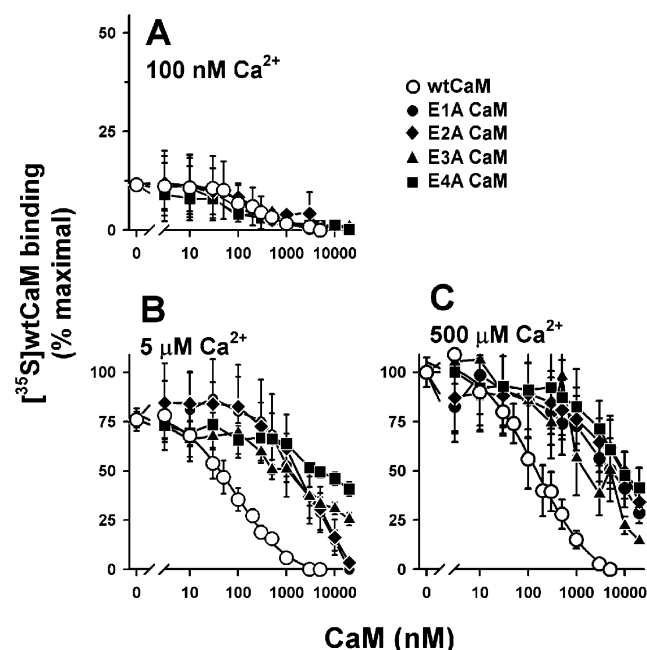 A
100 nM Ca²⁺
wtCaM
E1A CaM
E2A CaM
E3A CaM
E4A CaM
50
25
0
0 10 100 1000 10000
[³⁵S]wtCaM binding
(% maximal)
B
5 μM Ca²⁺
100
75
50
25
0
0 10 100 1000 10000
C
500 μM Ca²⁺
100
75
50
25
0
0 10 100 1000 10000
CaM (nM)